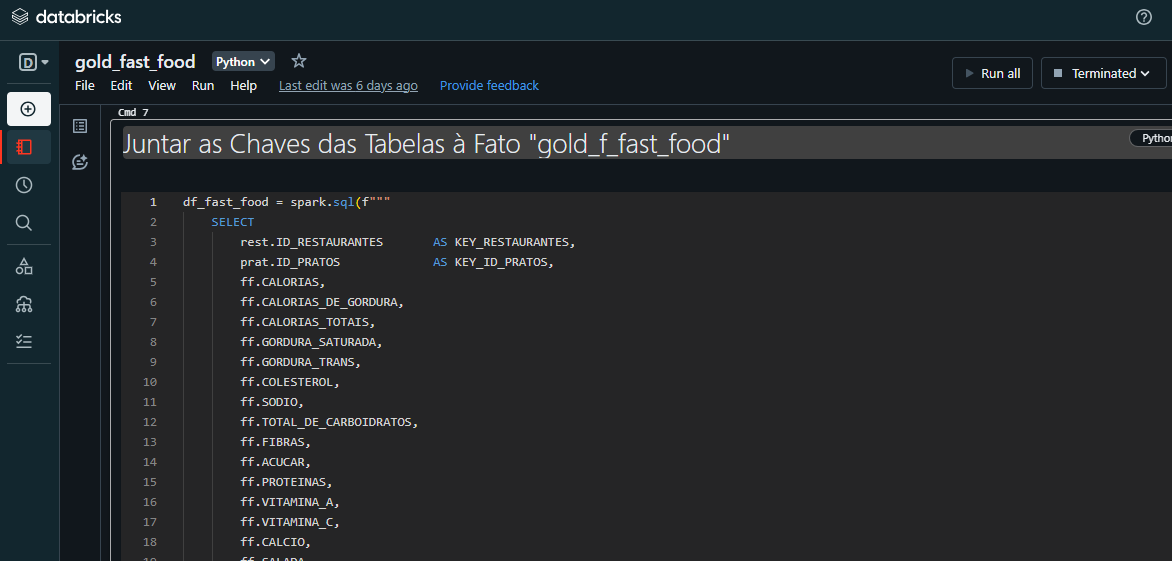 databricks
D
gold_fast_food Python
File Edit View Run Help Last edit was 6 days ago Provide feedback
Run all Terminated
Cmd 7
Juntar as Chaves das Tabelas à Fato "gold_f_fast_food"
1 df_fast_food = spark.sql(f"""
2 SELECT
3 rest.ID_RESTAURANTES AS KEY_RESTAURANTES,
4 prat.ID_PRATOS AS KEY_ID_PRATOS,
5 ff.CALORIAS,
6 ff.CALORIAS_DE_GORDURA,
7 ff.CALORIAS_TOTAIS,
8 ff.GORDURA_SATURADA,
9 ff.GORDURA_TRANS,
10 ff.COLESTEROL,
11 ff.SODIO,
12 ff.TOTAL_DE_CARBOIDRATOS,
13 ff.FIBRAS,
14 ff.ACUCAR,
15 ff.PROTEINAS,
16 ff.VITAMINA_A,
17 ff.VITAMINA_C,
18 ff.CALCIO,